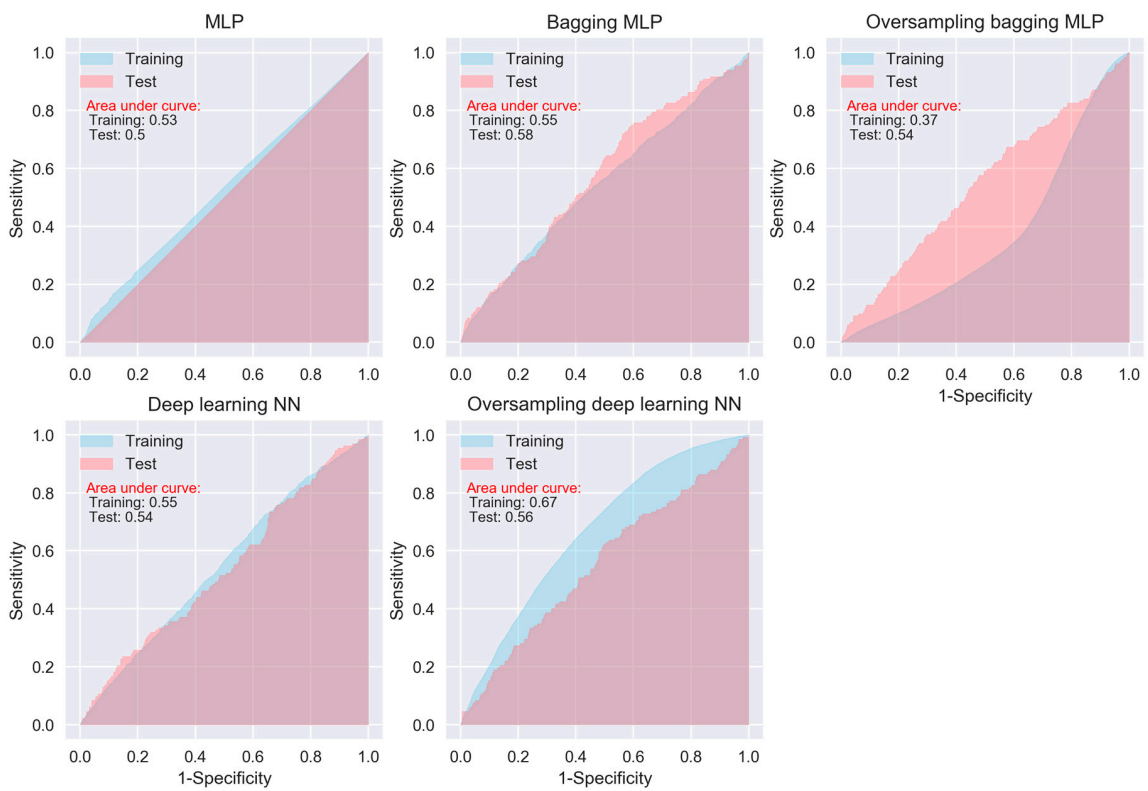 MLP
1.0
0.8
0.6
0.4
0.2
0.0
Sensitivity
Training
Test
Area under curve:
Training: 0.53
Test: 0.5
0.0 0.2 0.4 0.6 0.8 1.0
Bagging MLP
1.0
0.8
0.6
0.4
0.2
0.0
Sensitivity
Training
Test
Area under curve:
Training: 0.55
Test: 0.58
0.0 0.2 0.4 0.6 0.8 1.0
Oversampling bagging MLP
1.0
0.8
0.6
0.4
0.2
0.0
Sensitivity
Training
Test
Area under curve:
Training: 0.37
Test: 0.54
0.0 0.2 0.4 0.6 0.8 1.0
1-Specificity
Deep learning NN
1.0
0.8
0.6
0.4
0.2
0.0
Sensitivity
Training
Test
Area under curve:
Training: 0.55
Test: 0.54
0.0 0.2 0.4 0.6 0.8 1.0
1-Specificity
Oversampling deep learning NN
1.0
0.8
0.6
0.4
0.2
0.0
Sensitivity
Training
Test
Area under curve:
Training: 0.67
Test: 0.56
0.0 0.2 0.4 0.6 0.8 1.0
1-Specificity